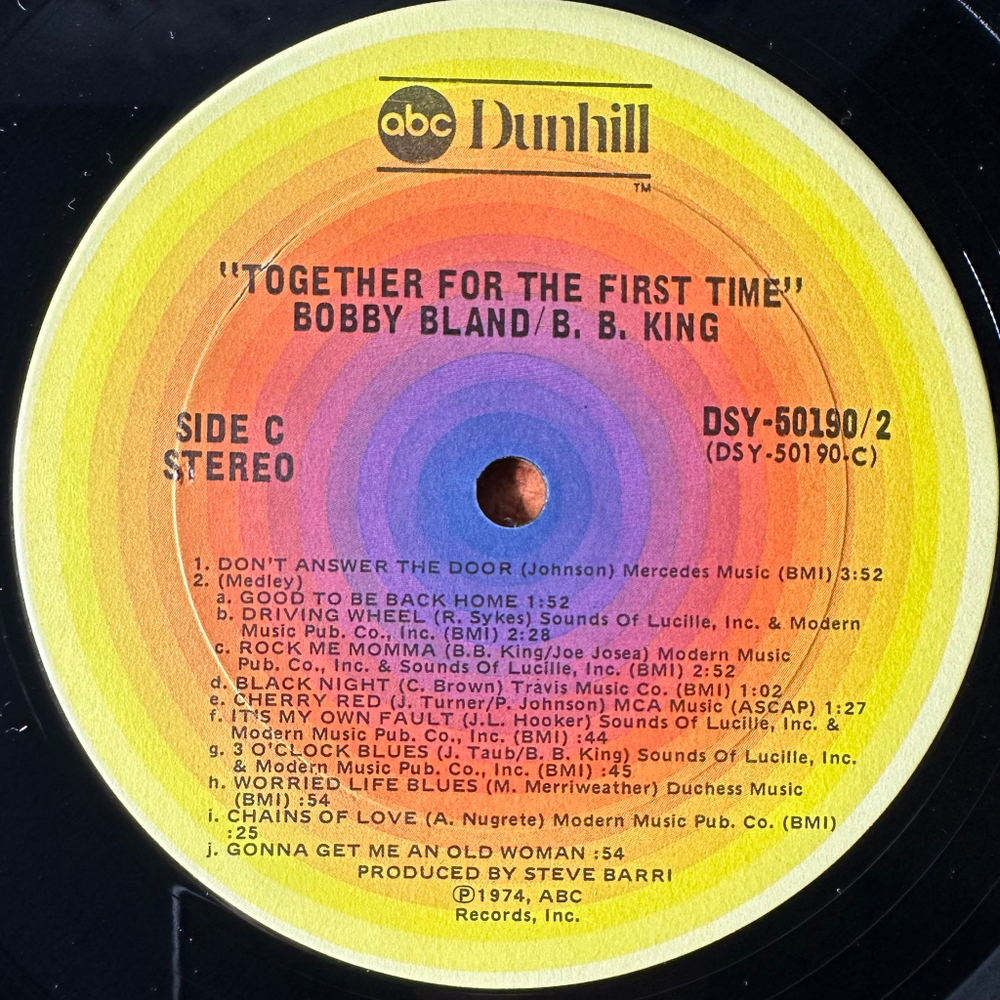 abc Dunhill
TM
"TOGETHER FOR THE FIRST TIME"
BOBBY BLAND/B. B. KING
SIDE C
STEREO
DSY-50190/2
(DSY-50190-C)
1. DON'T ANSWER THE DOOR (Johnson) Mercedes Music (BMI) 3:52
2. (Medley)
a. GOOD TO BE BACK HOME 1:52
b. DRIVING WHEEL (R. Sykes) Sounds Of Lucille, Inc. & Modern
Music Pub. Co., Inc. (BMI) 2:28
c. ROCK ME MOMMA (B.B. King/Joe Josea) Modern Music
Pub. Co., Inc. & Sounds Of Lucille, Inc. (BMI) 2:52
d. BLACK NIGHT (C. Brown) Travis Music Co. (BMI) 1:02
e. CHERRY RED (J. Turner/P. Johnson) MCA Music (ASCAP) 1:27
f. IT'S MY OWN FAULT (J.L. Hooker) Sounds Of Lucille, Inc. &
Modern Music Pub. Co., Inc. (BMI) :44
g. 3 O'CLOCK BLUES (J. Taub/B. B. King) Sounds Of Lucille, Inc.
& Modern Music Pub. Co., Inc. (BMI) :45
h. WORRIED LIFE BLUES (M. Merriweather) Duchess Music
(BMI) :54
i. CHAINS OF LOVE (A. Nugrete) Modern Music Pub. Co. (BMI)
:25
j. GONNA GET ME AN OLD WOMAN :54
PRODUCED BY STEVE BARRI
Ⓟ1974, ABC
Records, Inc.